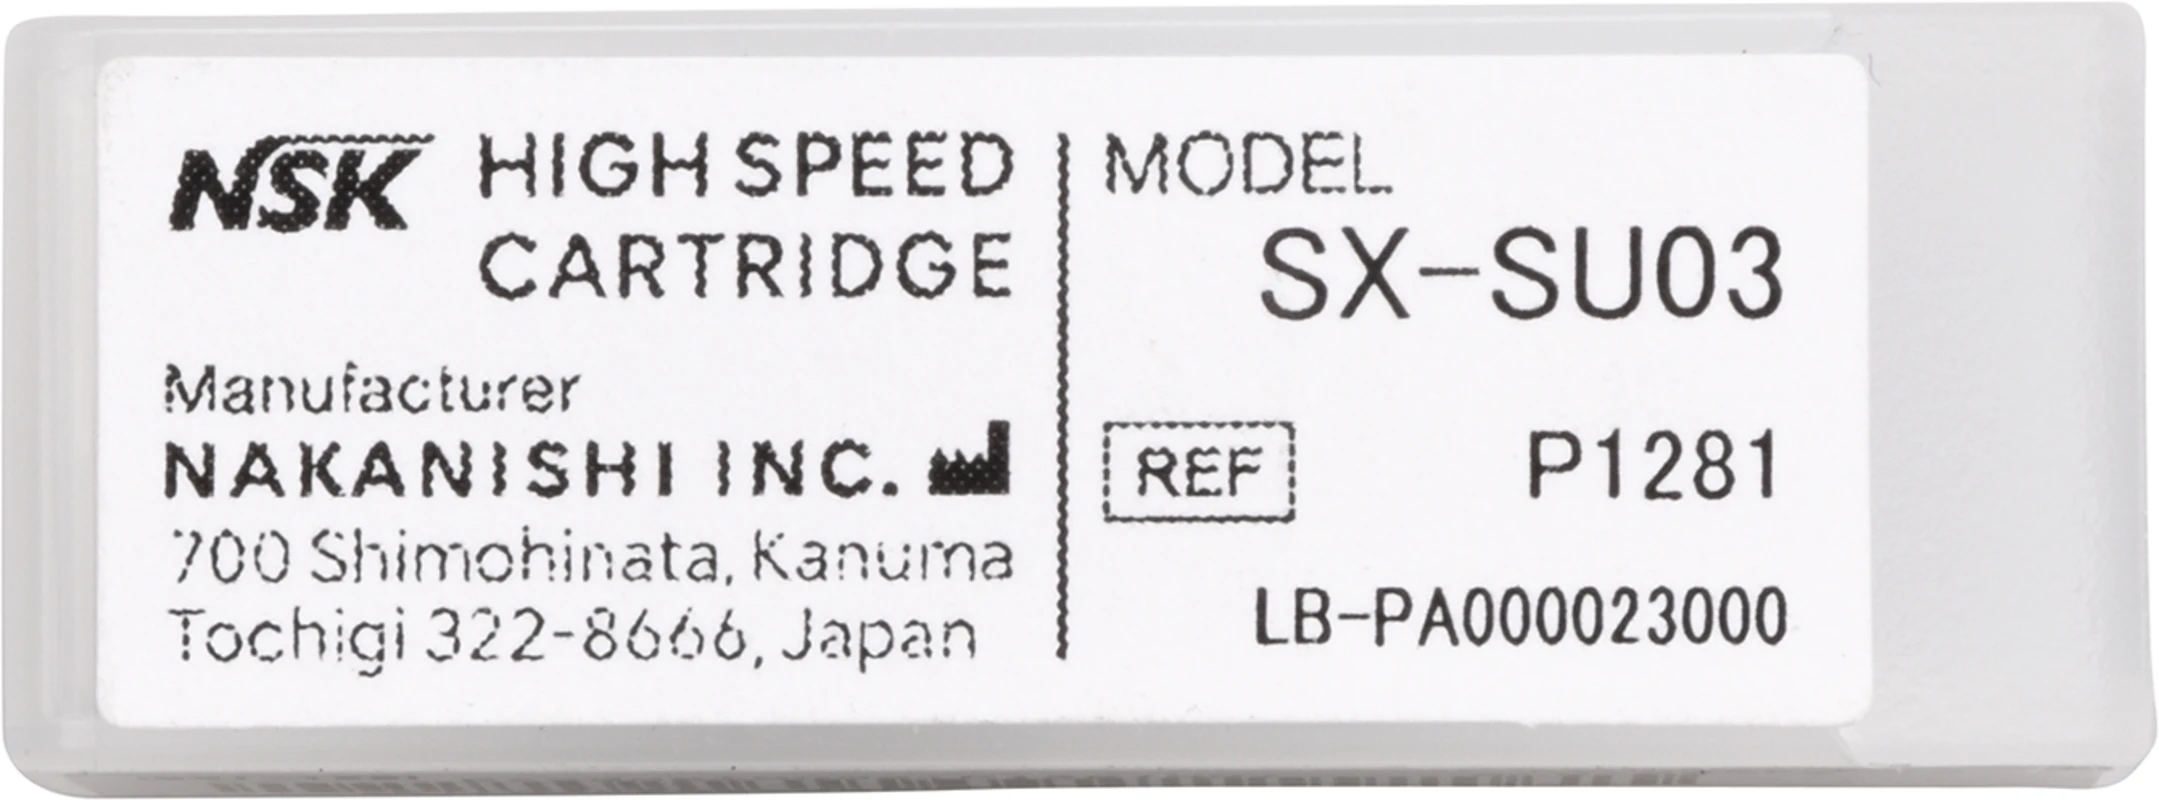 NSK HIGH SPEED
CARTRIDGE
Manufacturer
NAKANISHI INC.
700 Shimohinata, Kanuma
Tochigi 322-8666, Japan
MODEL
SX-SU03
REF P1281
LB-PA000023000